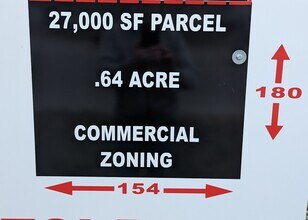 27,000 SF PARCEL
.64 ACRE
180
COMMERCIAL
ZONING
154